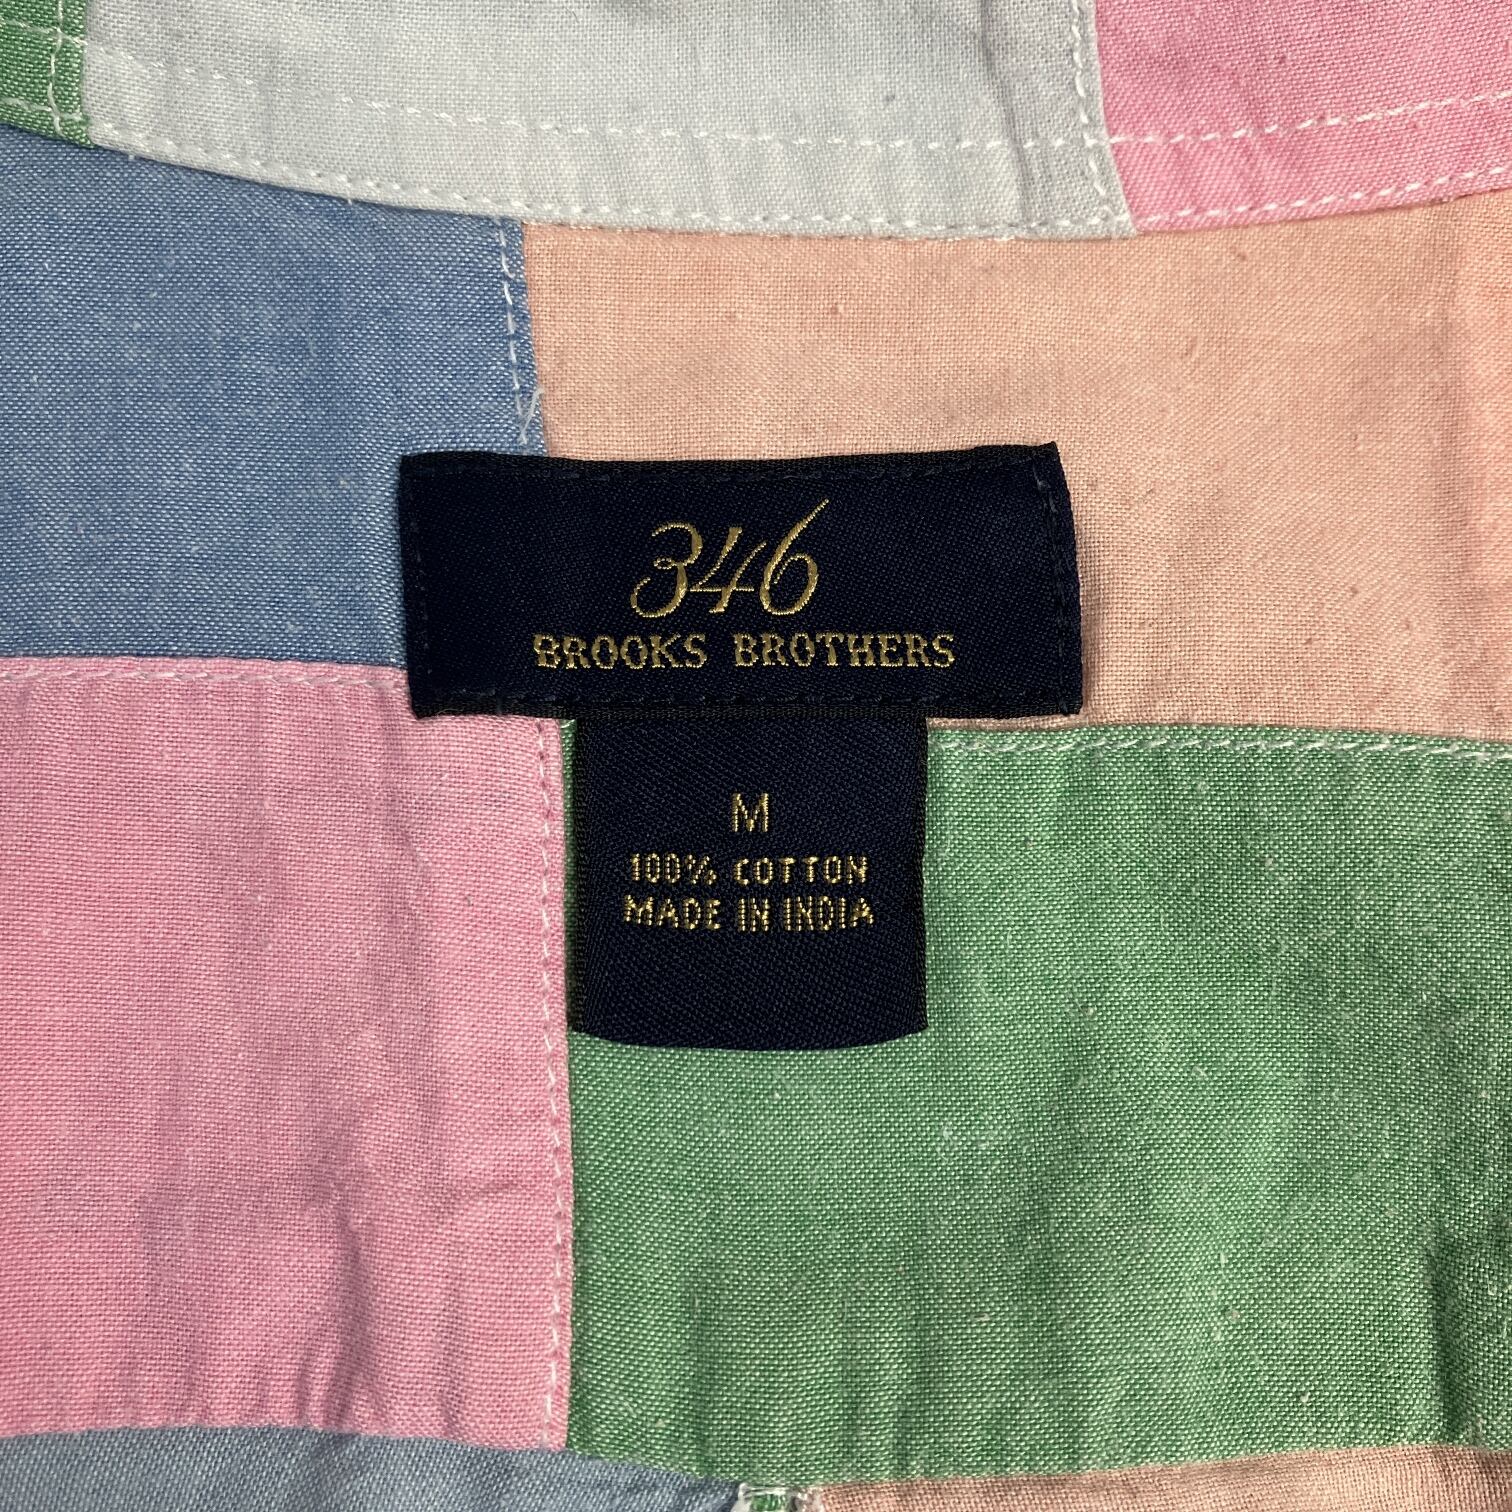 346
BROOKS BROTHERS
M
100% COTTON
MADE IN INDIA